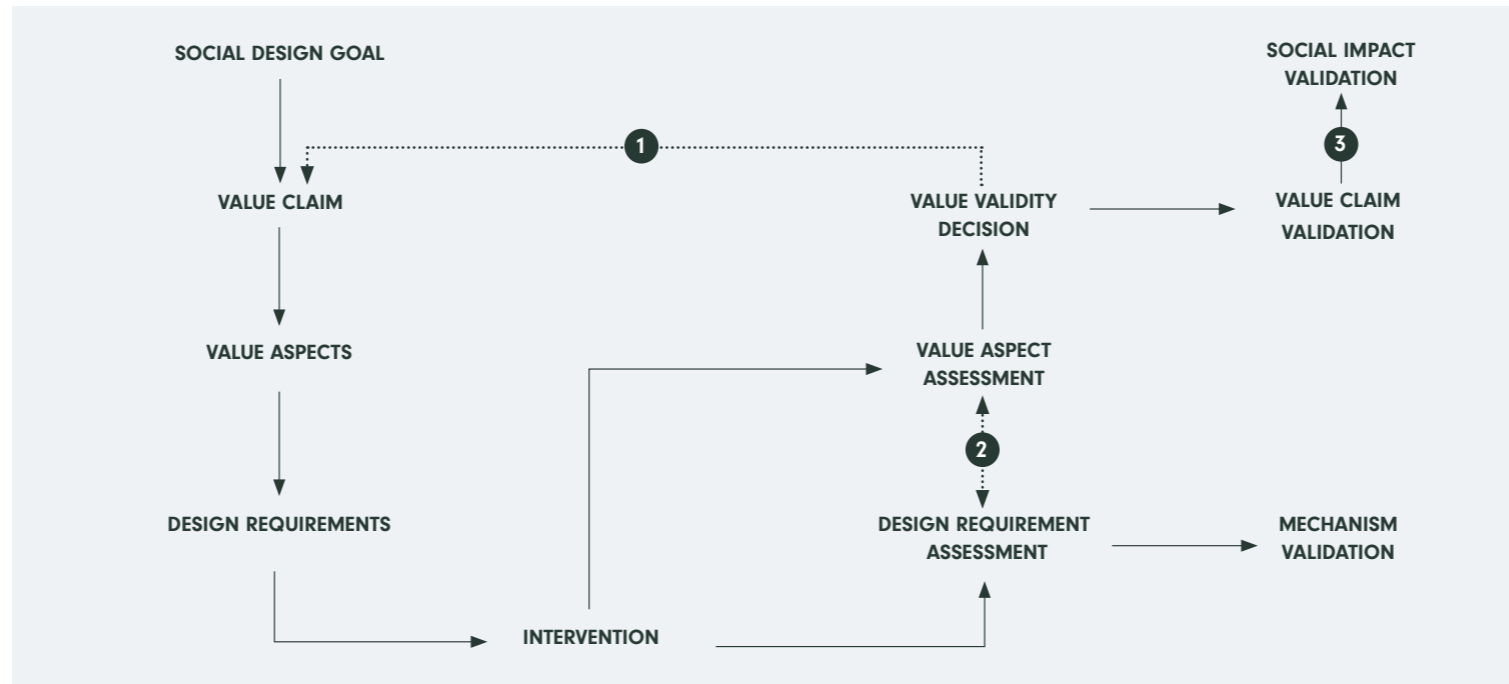 SOCIAL DESIGN GOAL
SOCIAL IMPACT
VALIDATION
1
3
VALUE CLAIM
VALUE VALIDITY
DECISION
VALUE CLAIM
VALIDATION
VALUE ASPECTS
VALUE ASPECT
ASSESSMENT
2
DESIGN REQUIREMENTS
DESIGN REQUIREMENT
ASSESSMENT
MECHANISM
VALIDATION
INTERVENTION